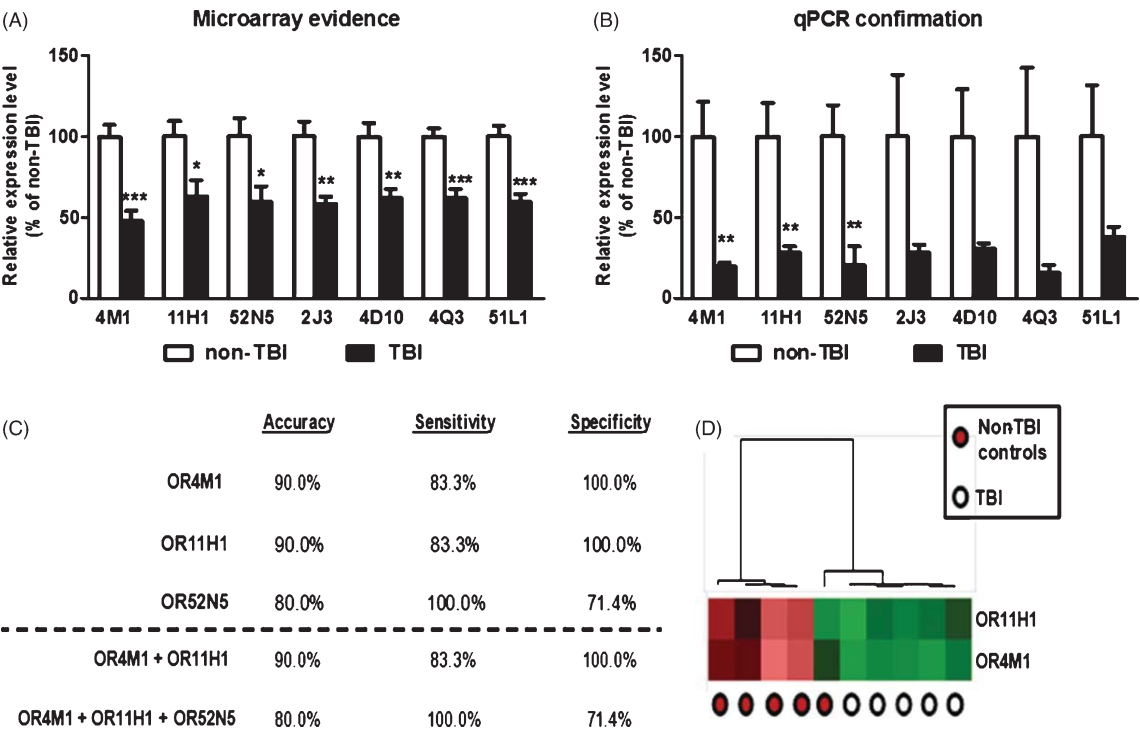 (A) Microarray evidence
Relative expression level
(% of non-TBI)
150
100
50
0
*** * * ** ** *** ***
4M1 11H1 52N5 2J3 4D10 4Q3 51L1
non-TBI TBI
(B) qPCR confirmation
Relative expression level
(% of non-TBI)
150
100
50
0
** ** **
4M1 11H1 52N5 2J3 4D10 4Q3 51L1
non-TBI TBI
(C) Accuracy Sensitivity Specificity
OR4M1 90.0% 83.3% 100.0%
OR11H1 90.0% 83.3% 100.0%
OR52N5 80.0% 100.0% 71.4%
OR4M1 + OR11H1 90.0% 83.3% 100.0%
OR4M1 + OR11H1 + OR52N5 80.0% 100.0% 71.4%
(D)
Non-TBI
controls
TBI
OR11H1
OR4M1